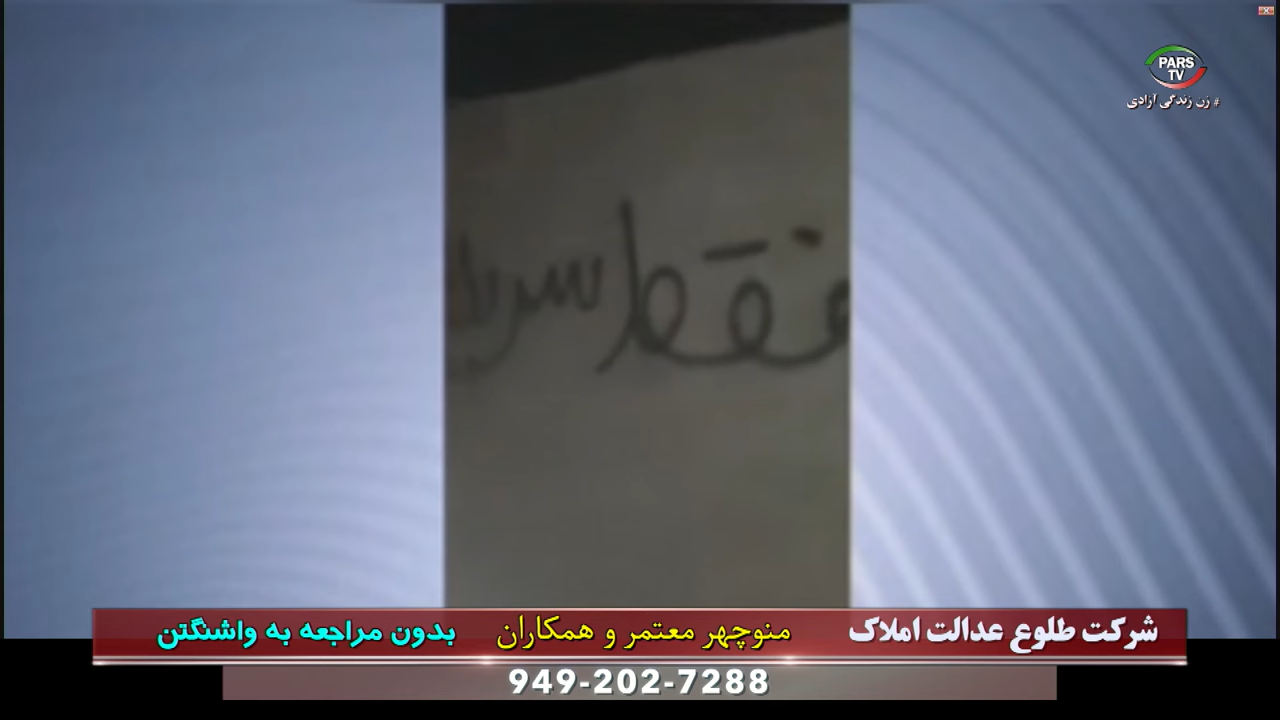 PARS
TV
# زن زندگی آزادی
فقط
شرکت طلوع عدالت املاک منوچهر معتمر و همکاران بدون مراجعه به واشنگتن
949-202-7288